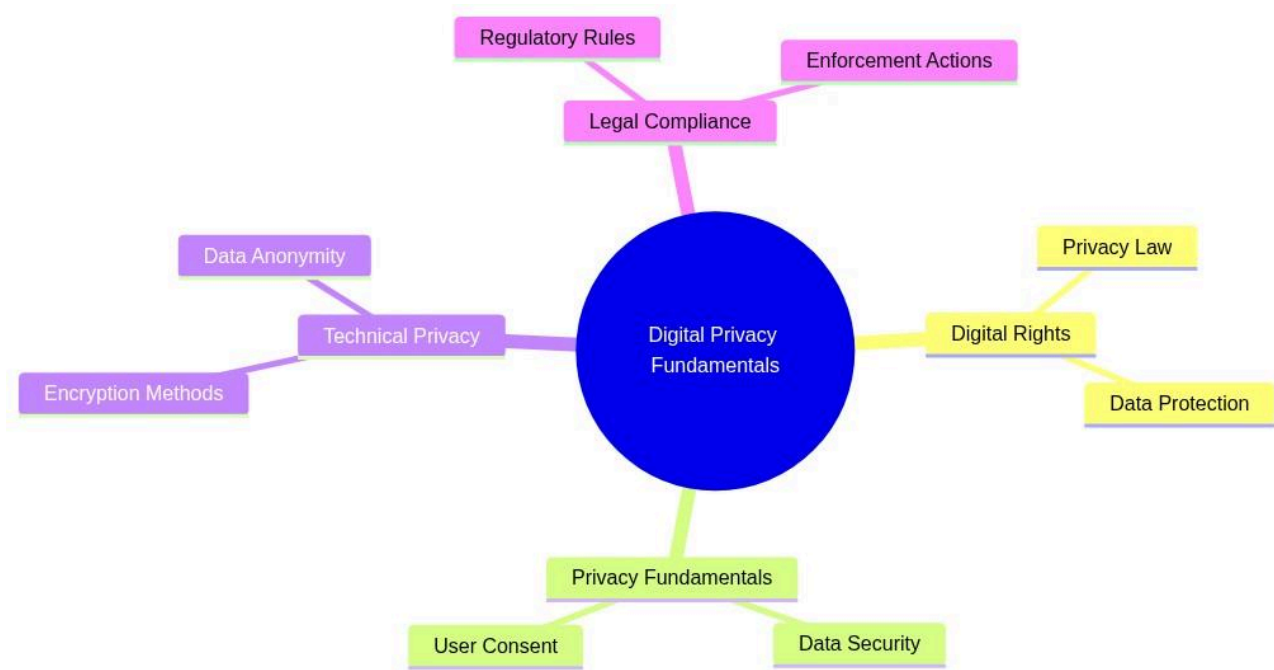 Regulatory Rules
Enforcement Actions
Legal Compliance
Data Anonymity
Privacy Law
Technical Privacy
Digital Privacy
Fundamentals
Digital Rights
Encryption Methods
Data Protection
Privacy Fundamentals
User Consent
Data Security